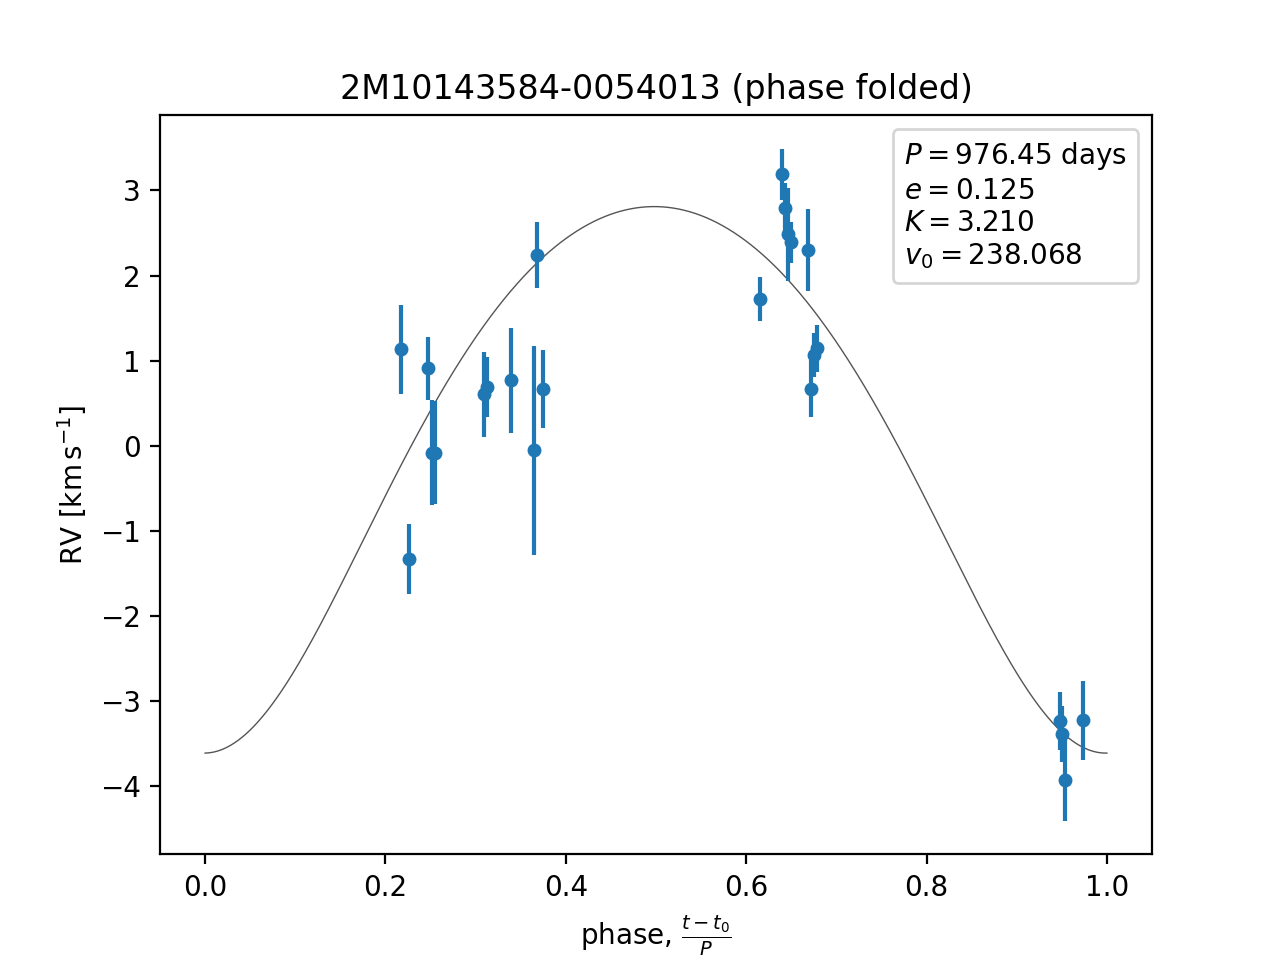 2M10143584-0054013 (phase folded)
P = 976.45 days
e = 0.125
K = 3.210
v₀ = 238.068
3
2
1
0
−1
−2
−3
−4
RV [km s⁻¹]
0.0 0.2 0.4 0.6 0.8 1.0
phase, (t − t₀)/P